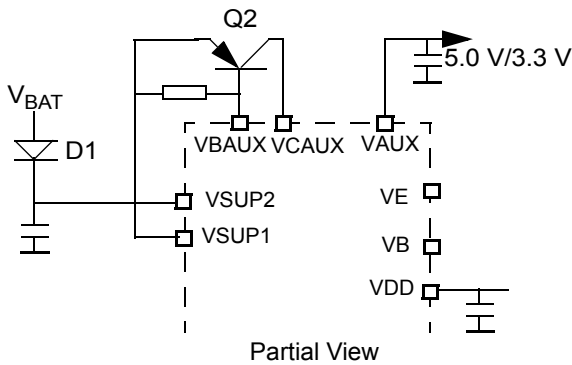 Q2
5.0 V/3.3 V
VBAT
D1
VBAUX VCAUX VAUX
VSUP2
VE
VSUP1
VB
VDD
Partial View